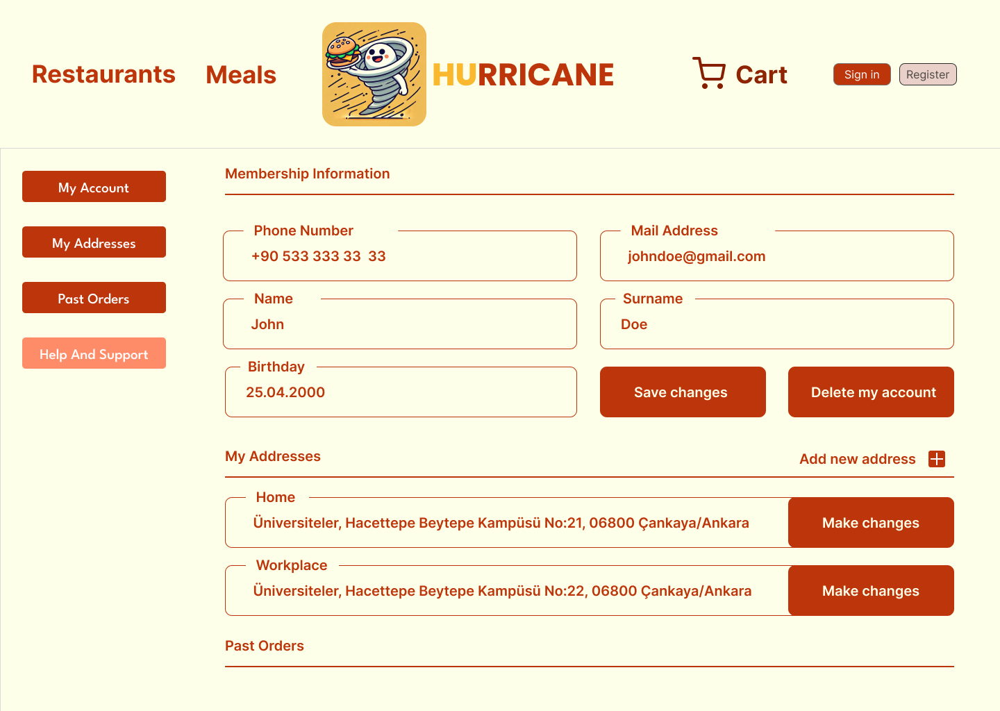 Restaurants
Meals
HURRICANE
Cart
Sign in
Register
My Account
My Addresses
Past Orders
Help And Support
Membership Information
Phone Number
+90 533 333 33  33
Mail Address
johndoe@gmail.com
Name
John
Surname
Doe
Birthday
25.04.2000
Save changes
Delete my account
My Addresses
Add new address
Home
Üniversiteler, Hacettepe Beytepe Kampüsü No:21, 06800 Çankaya/Ankara
Make changes
Workplace
Üniversiteler, Hacettepe Beytepe Kampüsü No:22, 06800 Çankaya/Ankara
Make changes
Past Orders